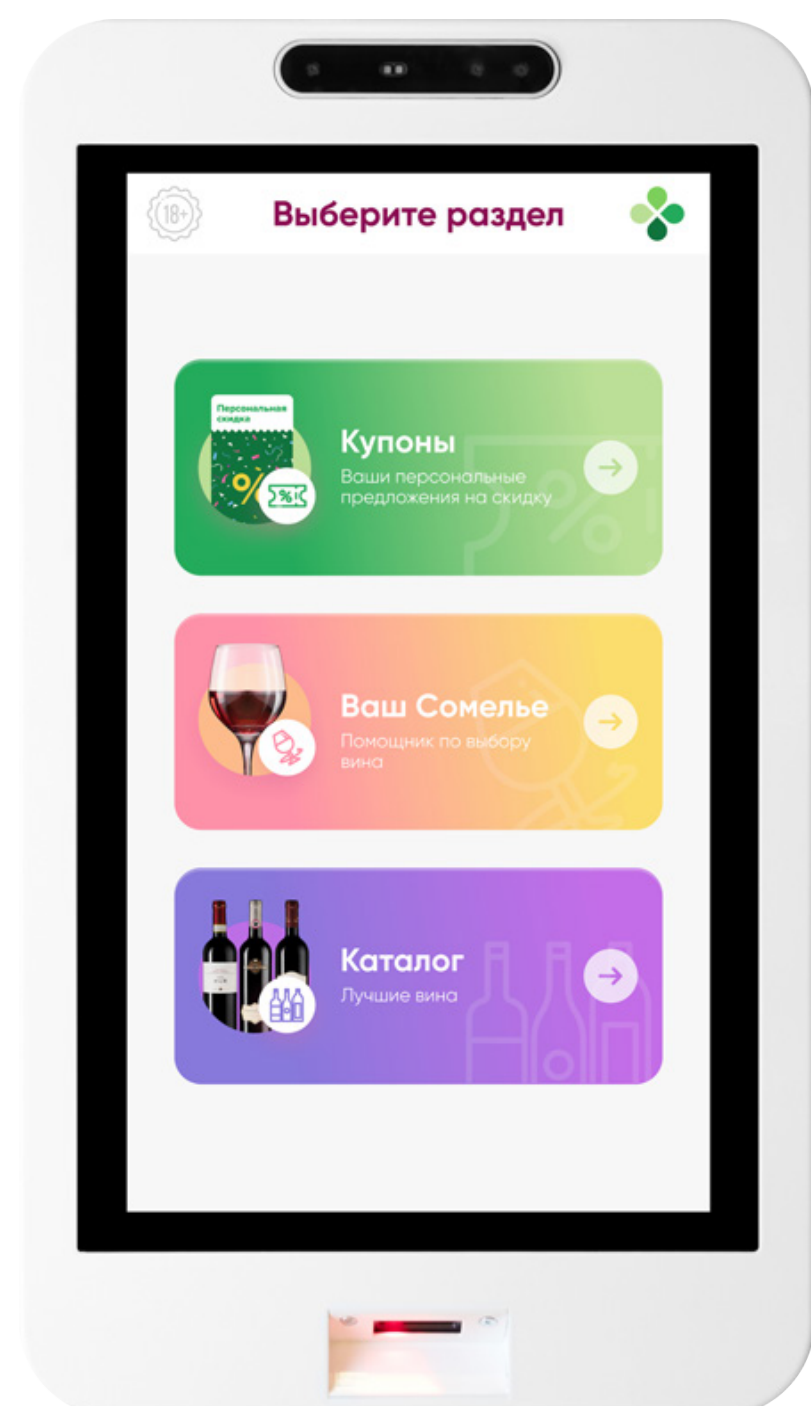 18+
Выберите раздел
Персональная
скидка
%
%
Купоны
Ваши персональные
предложения на скидку
Ваш Сомелье
Помощник по выбору
вина
Каталог
Лучшие вина